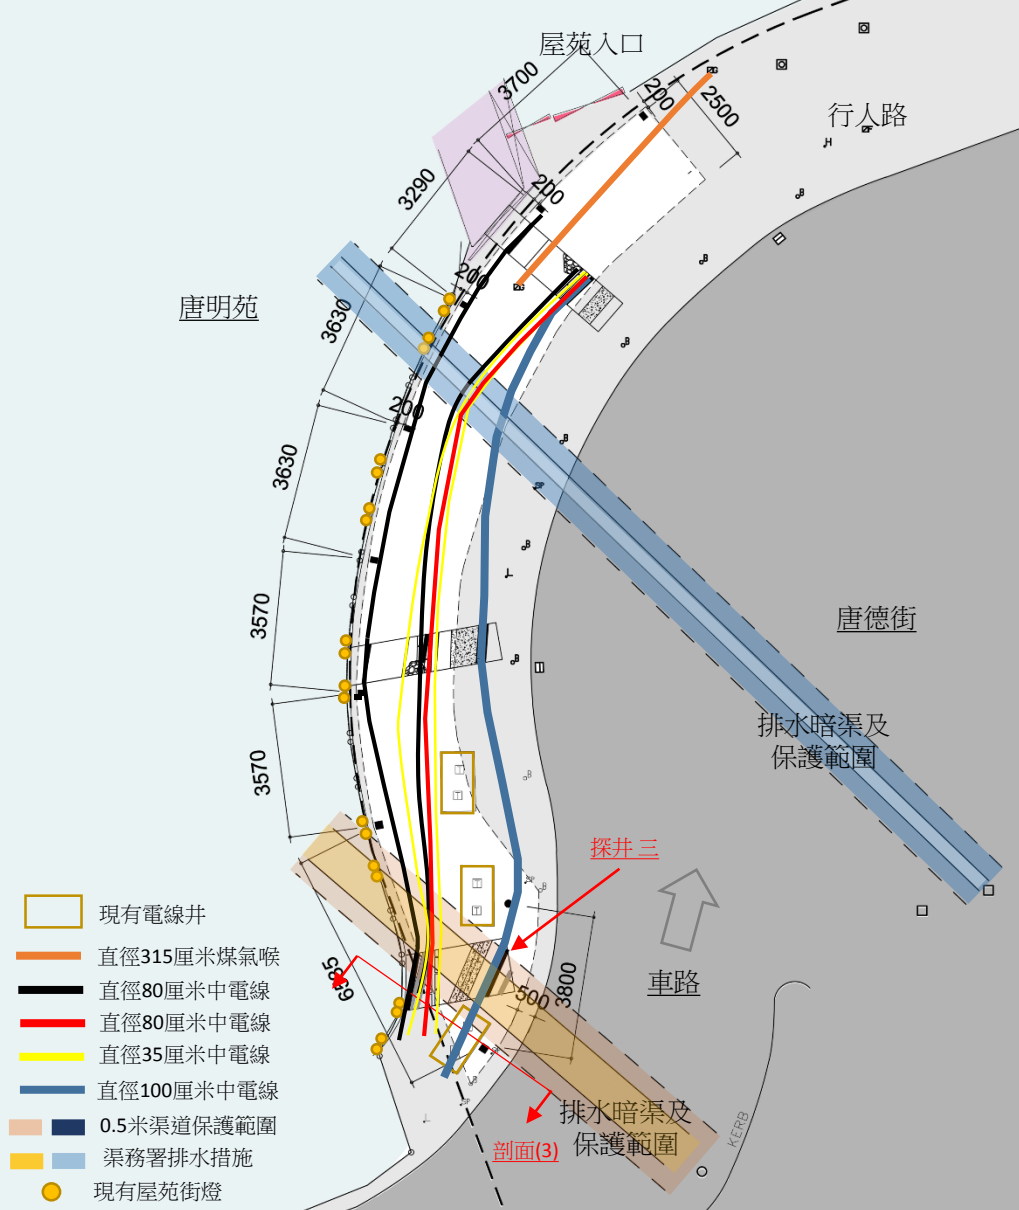 屋苑入口
3700
200
2500
行人路
3290
200
200
唐明苑
3630
200
3630
3570
唐德街
排水暗渠及
保護範圍
3570
探井 三
現有電線井
直徑315厘米煤氣喉
6585
500
3800
車路
直徑80厘米中電線
直徑80厘米中電線
直徑35厘米中電線
直徑100厘米中電線
0.5米渠道保護範圍
排水暗渠及
保護範圍
KERB
剖面(3)
渠務署排水措施
現有屋苑街燈